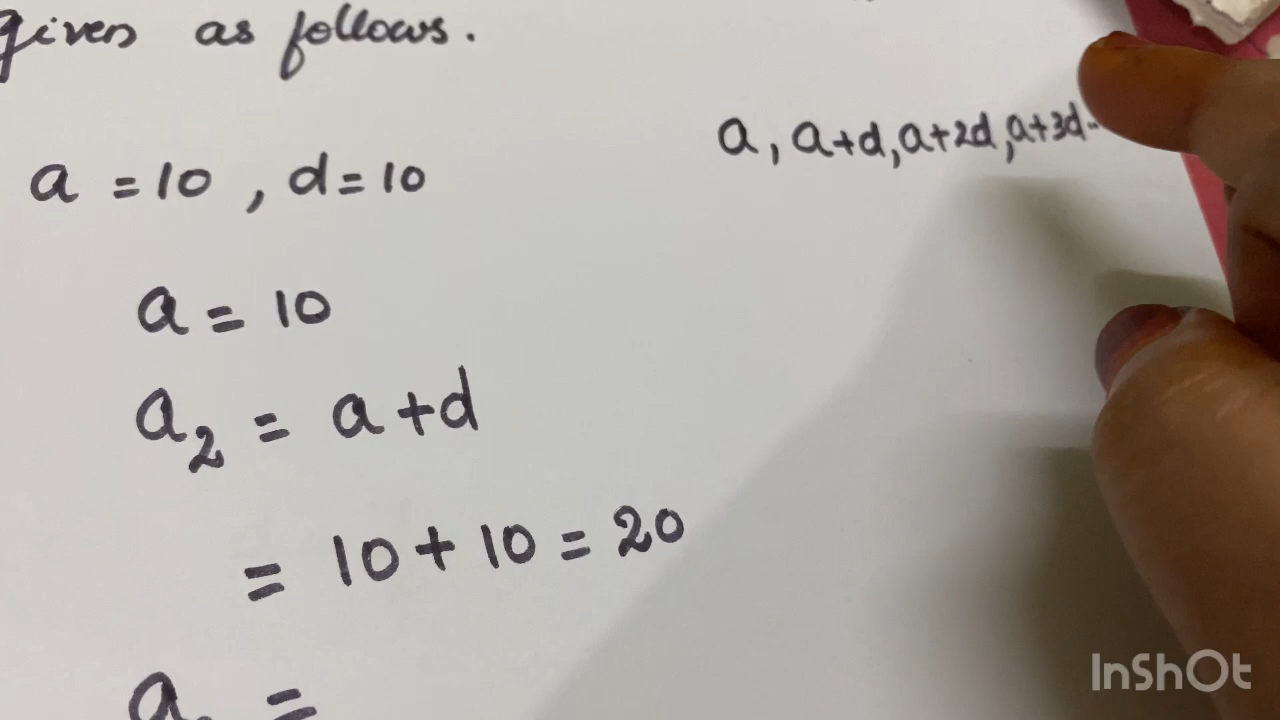 given as follows.
a, a+d, a+2d, a+3d..
a = 10 , d = 10
a = 10
a₂ = a + d
= 10 + 10 = 20
a =
InShOt